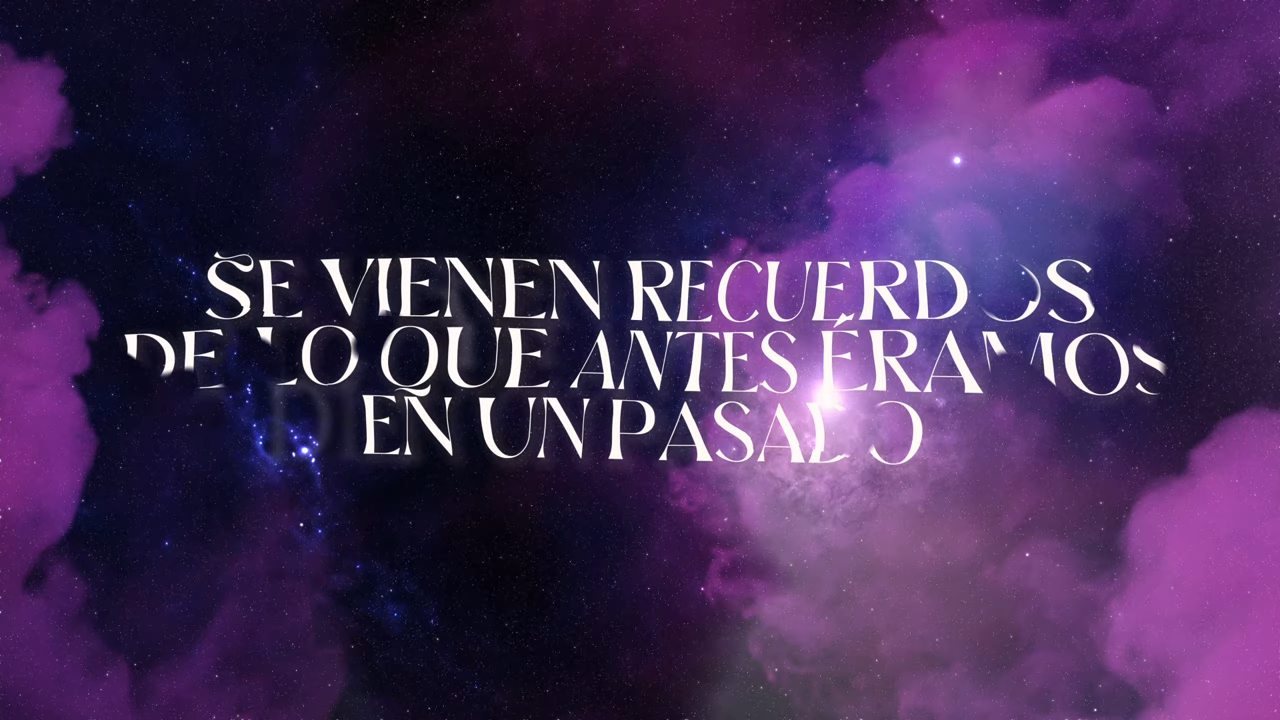 SE VIENEN RECUERDOS
DE LO QUE ANTES ÉRAMOS
EN UN PASADO